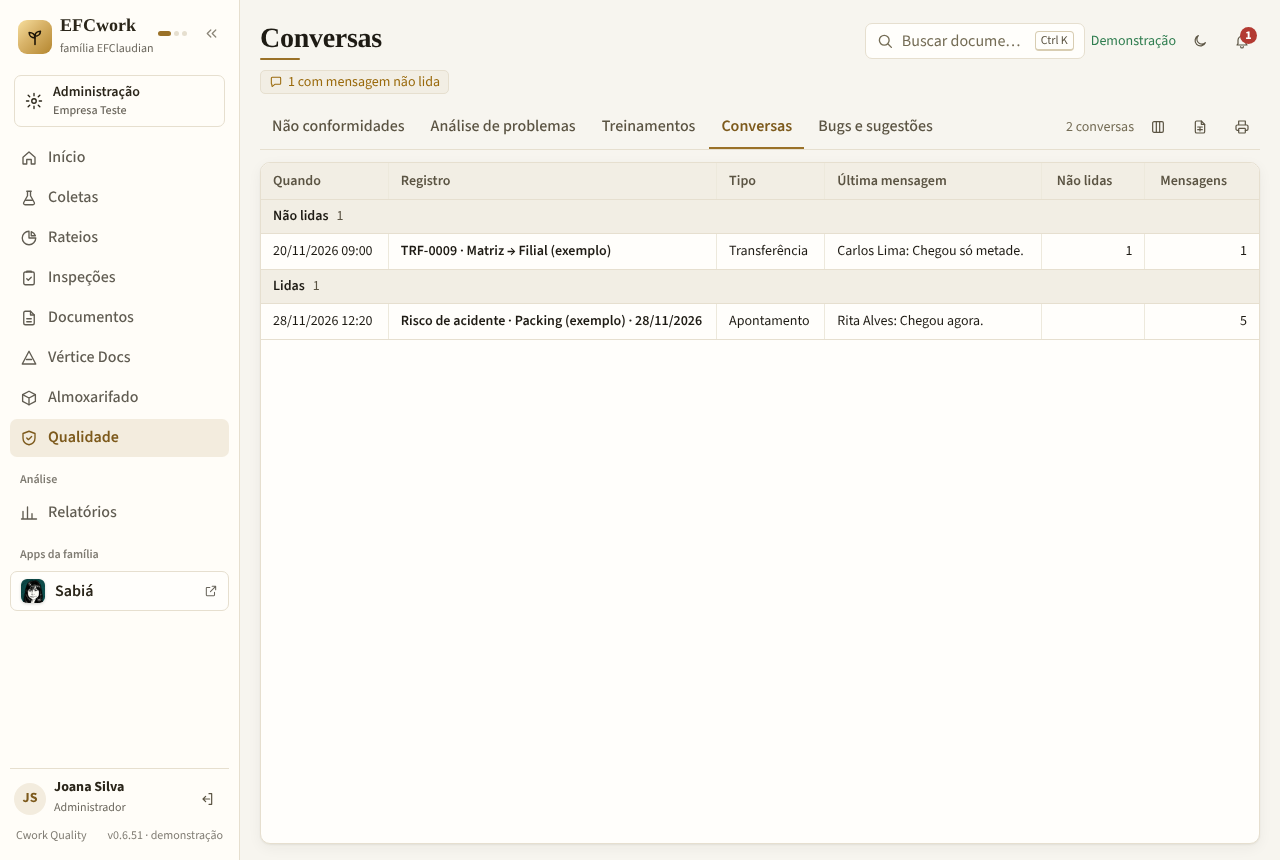 EFCwork
família EFClaudian
Administração
Empresa Teste
Início
Coletas
Rateios
Inspeções
Documentos
Vértice Docs
Almoxarifado
Qualidade
Análise
Relatórios
Apps da família
Sabiá
JS
Joana Silva
Administrador
Cwork Quality v0.6.51 · demonstração
Conversas
Buscar docume… Ctrl K Demonstração 1
1 com mensagem não lida
Não conformidades Análise de problemas Treinamentos Conversas Bugs e sugestões 2 conversas
Quando Registro Tipo Última mensagem Não lidas Mensagens
Não lidas 1
20/11/2026 09:00 TRF-0009 · Matriz → Filial (exemplo) Transferência Carlos Lima: Chegou só metade. 1 1
Lidas 1
28/11/2026 12:20 Risco de acidente · Packing (exemplo) · 28/11/2026 Apontamento Rita Alves: Chegou agora. 5